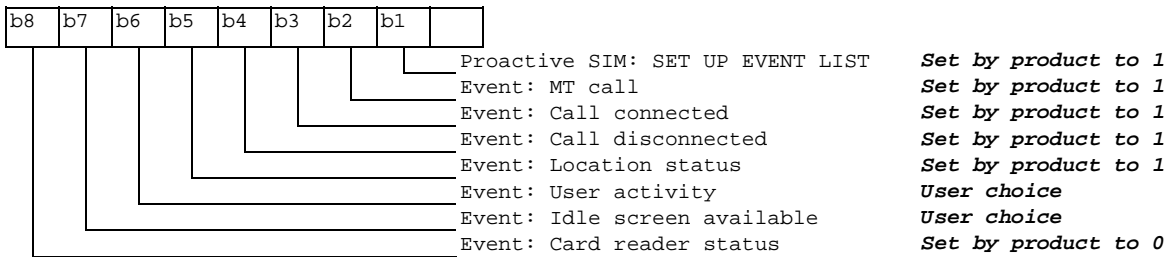 b8 b7 b6 b5 b4 b3 b2 b1
Proactive SIM: SET UP EVENT LIST Set by product to 1
Event: MT call Set by product to 1
Event: Call connected Set by product to 1
Event: Call disconnected Set by product to 1
Event: Location status Set by product to 1
Event: User activity User choice
Event: Idle screen available User choice
Event: Card reader status Set by product to 0